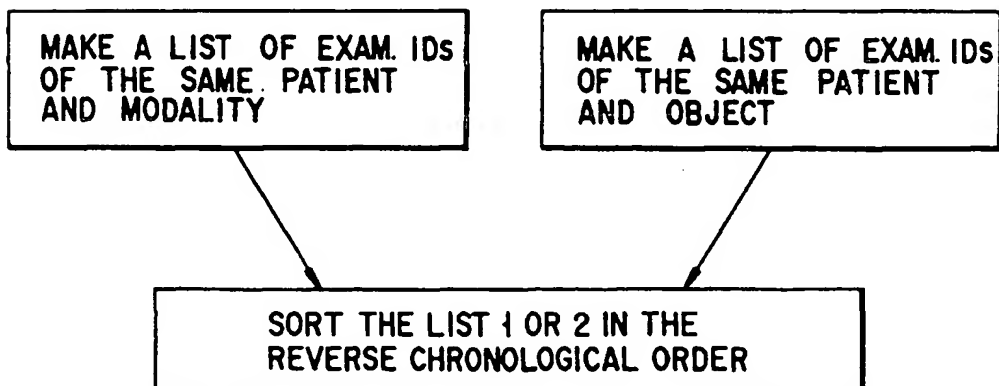 MAKE A LIST OF EXAM. IDs
OF THE SAME PATIENT
AND MODALITY
MAKE A LIST OF EXAM. IDs
OF THE SAME PATIENT
AND OBJECT
SORT THE LIST 1 OR 2 IN THE
REVERSE CHRONOLOGICAL ORDER